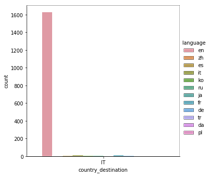 1600
1400
1200
1000
800
600
400
200
0
count
IT
country_destination
language
en
zh
es
it
ko
ru
ja
fr
de
tr
da
pl